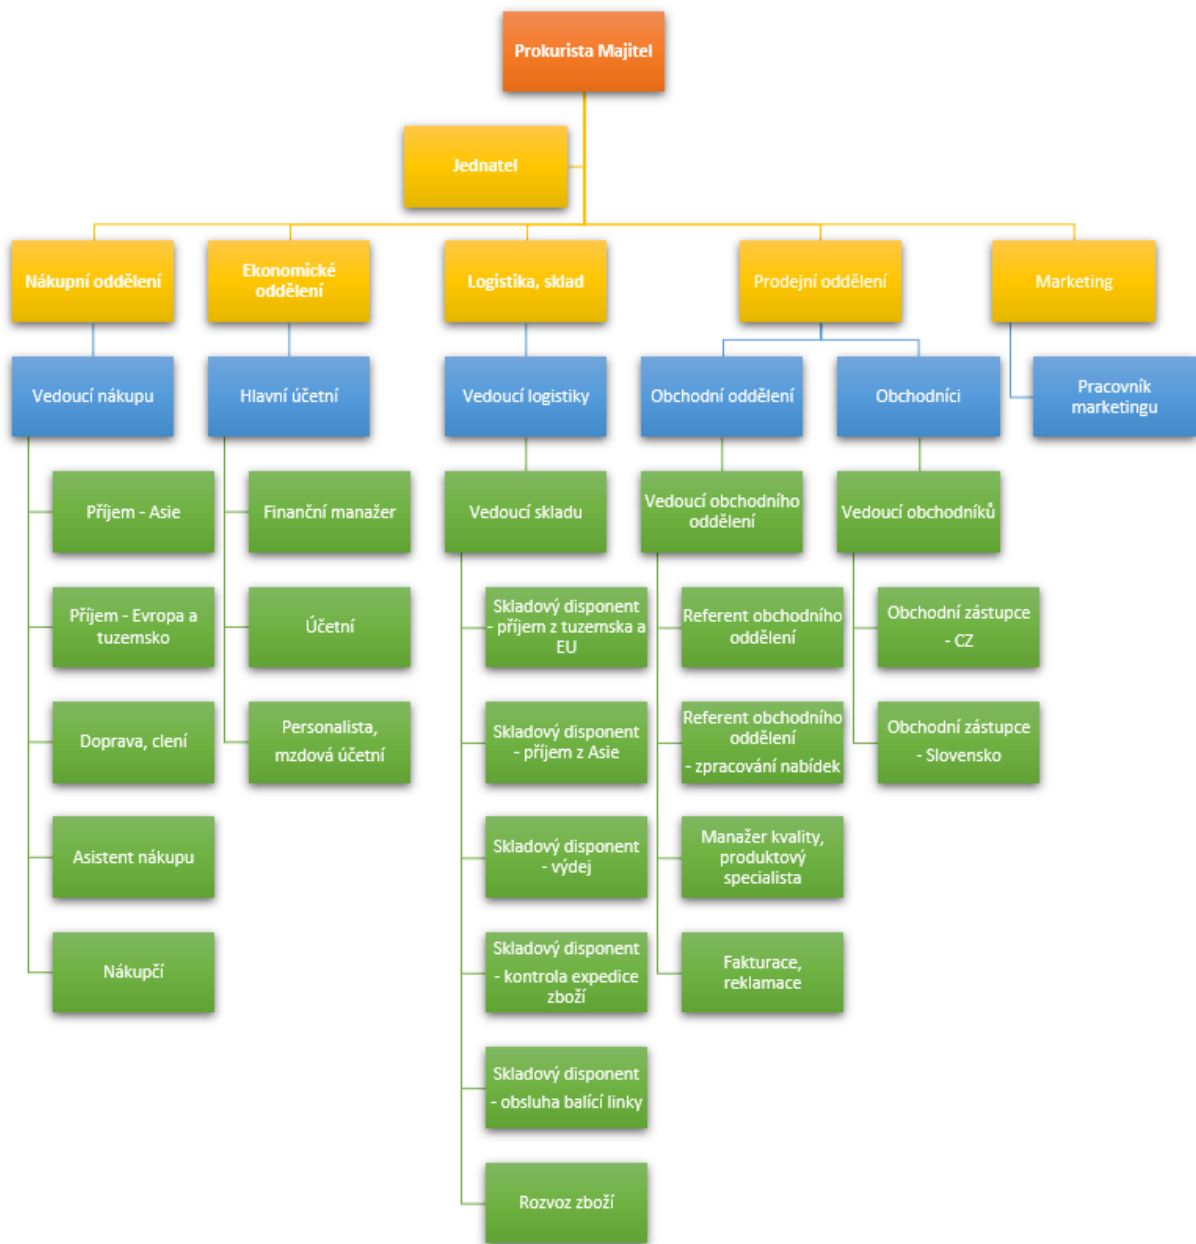 Prokurista Majitel
Jednatel
Nákupní oddělení
Ekonomické
oddělení
Logistika, sklad
Prodejní oddělení
Marketing
Vedoucí nákupu
Hlavní účetní
Vedoucí logistiky
Obchodní oddělení
Obchodníci
Pracovník
marketingu
Příjem - Asie
Finanční manažer
Vedoucí skladu
Vedoucí obchodního
oddělení
Vedoucí obchodníků
Příjem - Evropa a
tuzemsko
Účetní
Skladový disponent
- příjem z tuzemska a
EU
Referent obchodního
oddělení
Obchodní zástupce
- CZ
Doprava, clení
Personalista,
mzdová účetní
Skladový disponent
- příjem z Asie
Referent obchodního
oddělení
- zpracování nabídek
Obchodní zástupce
- Slovensko
Asistent nákupu
Skladový disponent
- výdej
Manažer kvality,
produktový
specialista
Nákupčí
Skladový disponent
- kontrola expedice
zboží
Fakturace,
reklamace
Skladový disponent
- obsluha balící linky
Rozvoz zboží